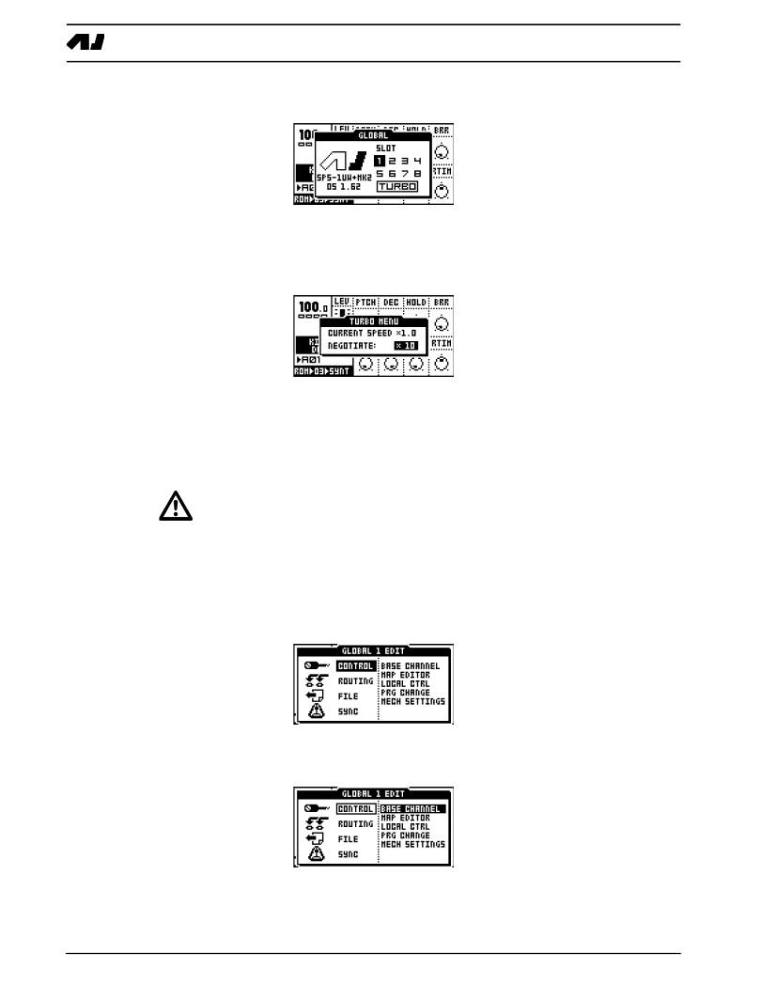 100
LEV
HOLD
BRR
GLOBAL
SLOT
1 2 3 4
5 6 7 8
SPS-1UW+MK2
OS 1.62
TURBO
RTIM
LEV PTCH DEC HOLD BRR
100.0
TURBO MENU
CURRENT SPEED ×1.0
NEGOTIATE: × 10
RTIM
A01
ROM 03 SYNT
GLOBAL 1 EDIT
CONTROL BASE CHANNEL
MAP EDITOR
ROUTING LOCAL CTRL
PRG CHANGE
FILE MECH SETTINGS
SYNC
GLOBAL 1 EDIT
CONTROL BASE CHANNEL
MAP EDITOR
ROUTING LOCAL CTRL
PRG CHANGE
FILE MECH SETTINGS
SYNC